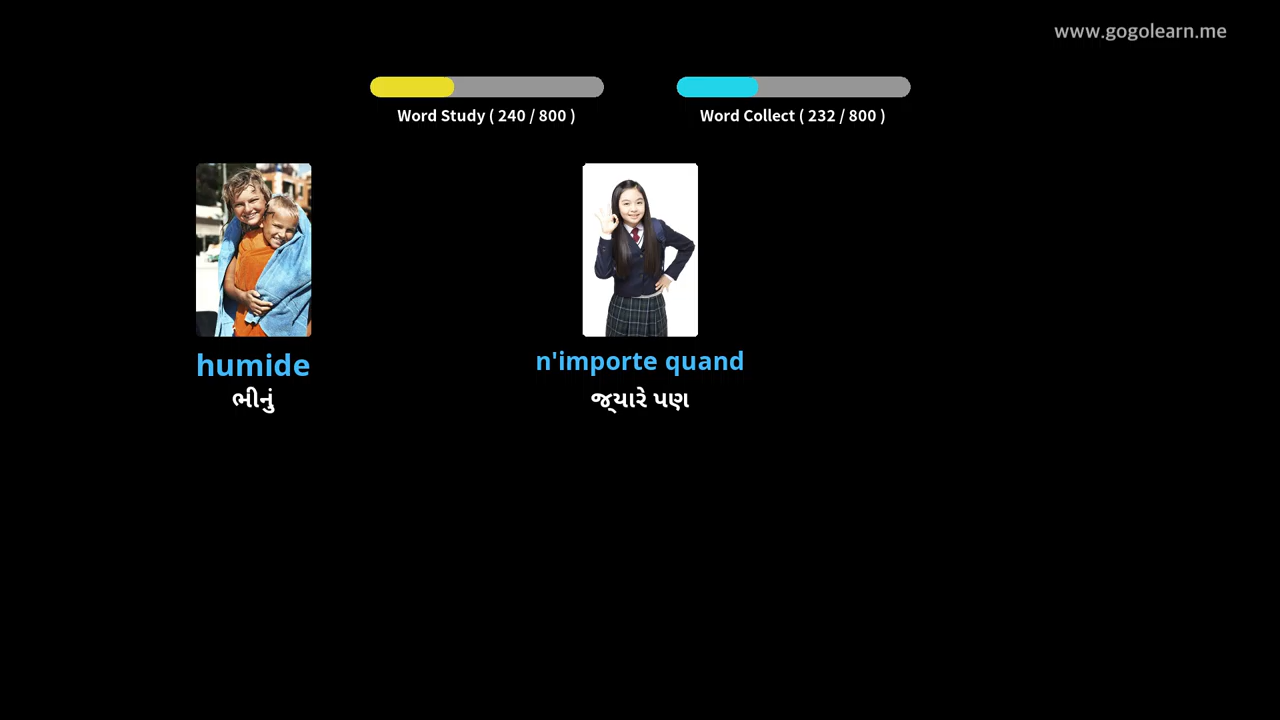 www.gogolearn.me
Word Study ( 240 / 800 )
Word Collect ( 232 / 800 )
humide
ભીનું
n'importe quand
જ્યારે પણ